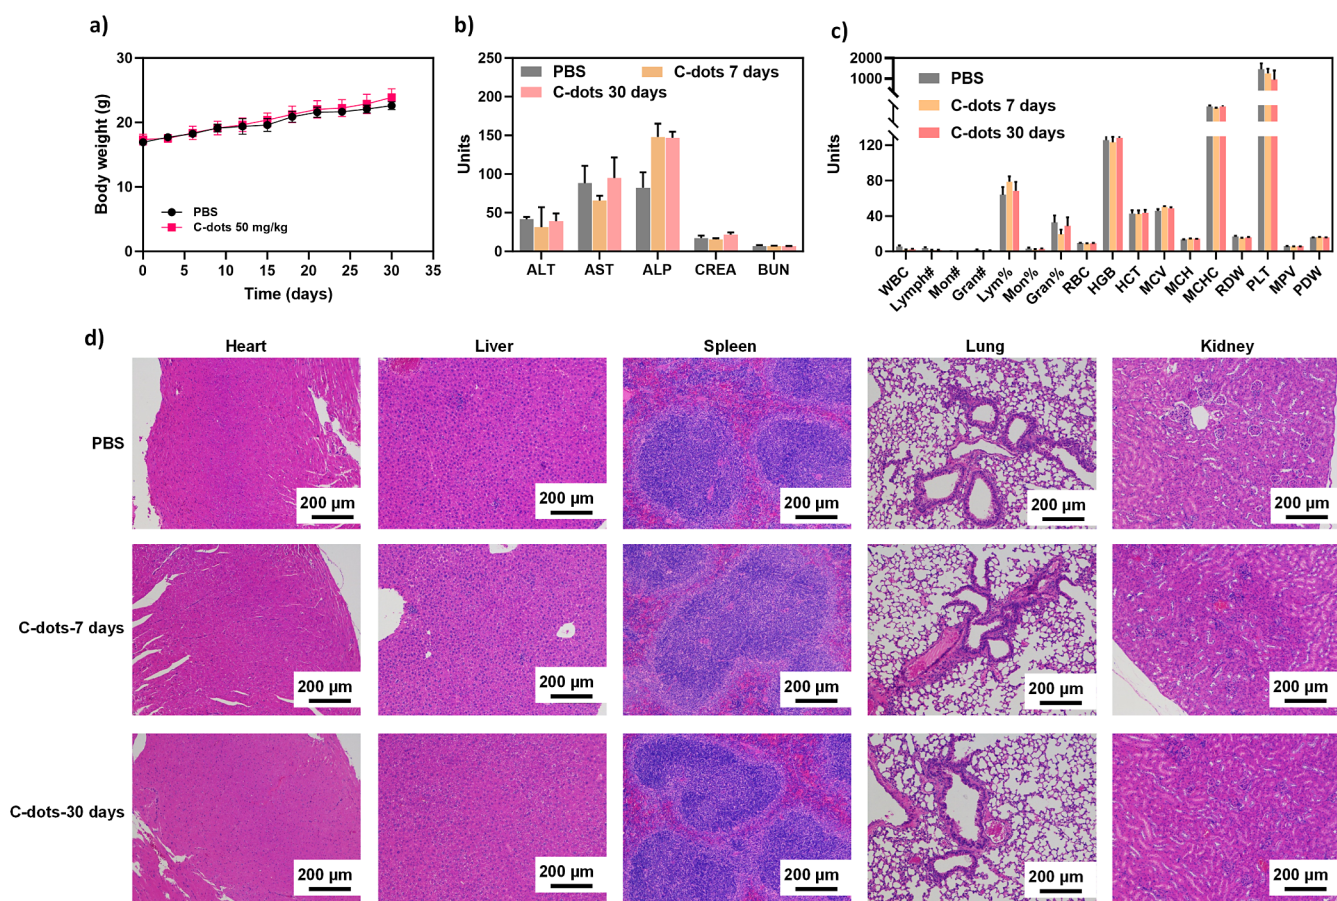 a)
30
20
10
0
Body weight (g)
PBS
C-dots 50 mg/kg
0 5 10 15 20 25 30 35
Time (days)
b)
250
200
150
100
50
0
Units
PBS
C-dots 7 days
C-dots 30 days
ALT AST ALP CREA BUN
c)
2000
1000
120
80
40
0
Units
PBS
C-dots 7 days
C-dots 30 days
WBC Lymph# Mon# Gran# Lym% Mon% Gran% RBC HGB HCT MCV MCH MCHC RDW PLT MPV PDW
d)
Heart Liver Spleen Lung Kidney
PBS
200 µm 200 µm 200 µm 200 µm 200 µm
C-dots-7 days
200 µm 200 µm 200 µm 200 µm 200 µm
C-dots-30 days
200 µm 200 µm 200 µm 200 µm 200 µm